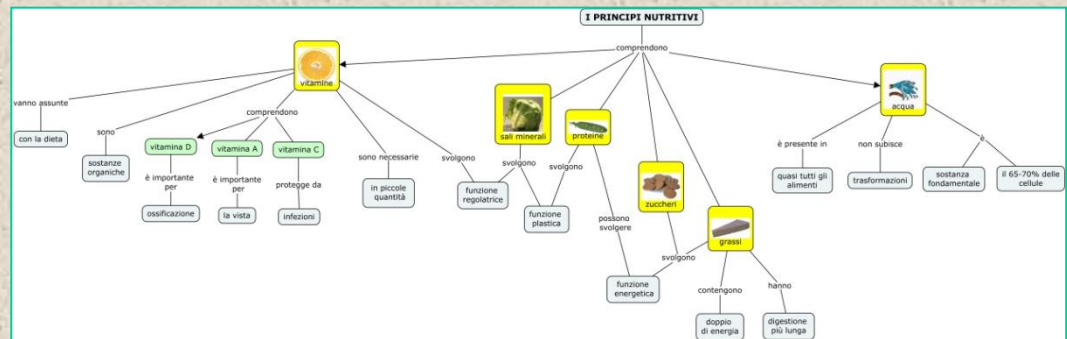 I PRINCIPI NUTRITIVI
comprendono
vitamine
vanno assunte
con la dieta
sono
sostanze
organiche
comprendono
vitamina D
è importante
per
ossificazione
vitamina A
è importante
per
la vista
vitamina C
protegge da
infezioni
sono necessarie
in piccole
quantità
svolgono
funzione
regolatrice
sali minerali
svolgono
funzione
plastica
proteine
svolgono
possono
svolgere
funzione
energetica
zuccheri
svolgono
grassi
contengono
doppio
di energia
hanno
digestione
più lunga
acqua
è presente in
quasi tutti gli
alimenti
non subisce
trasformazioni
è
sostanza
fondamentale
il 65-70% delle
cellule